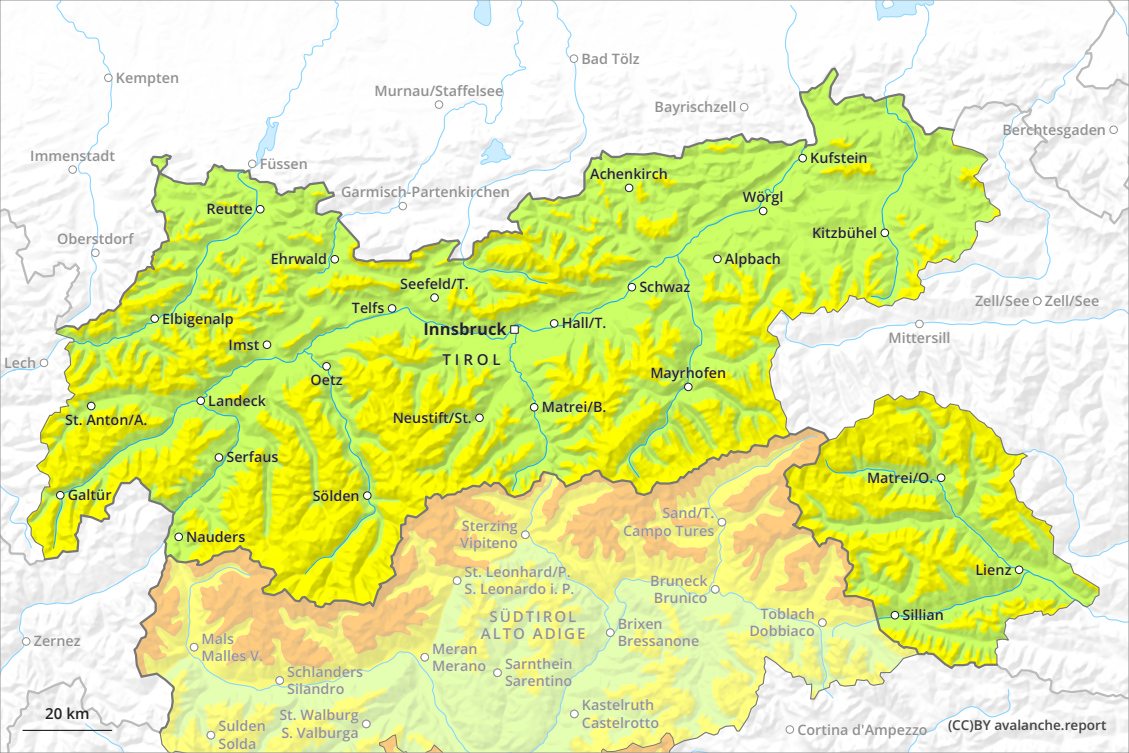 Kempten
Bad Tölz
Murnau/Staffelsee
Bayrischzell
Berchtesgaden
Immenstadt
Füssen
Kufstein
Achenkirch
Garmisch-Partenkirchen
Wörgl
Reutte
Oberstdorf
Kitzbühel
Ehrwald
Alpbach
Seefeld/T.
Schwaz
Zell/See
Zell/See
Telfs
Elbigenalp
Innsbruck
Hall/T.
Mittersill
Imst
TIROL
Lech
Oetz
Mayrhofen
Landeck
Matrei/B.
St. Anton/A.
Neustift/St.
Serfaus
Matrei/O.
Galtür
Sölden
Sand/T.
Campo Tures
Sterzing
Vipiteno
Nauders
Lienz
St. Leonhard/P.
S. Leonardo i. P.
Bruneck
Brunico
SÜDTIROL
ALTO ADIGE
Toblach
Dobbiaco
Sillian
Brixen
Bressanone
Zernez
Mals
Malles V.
Meran
Merano
Sarnthein
Sarentino
Schlanders
Silandro
Kastelruth
Castelrotto
St. Walburg
S. Valburga
20 km
Sulden
Solda
Cortina d'Ampezzo
(CC)BY avalanche.report